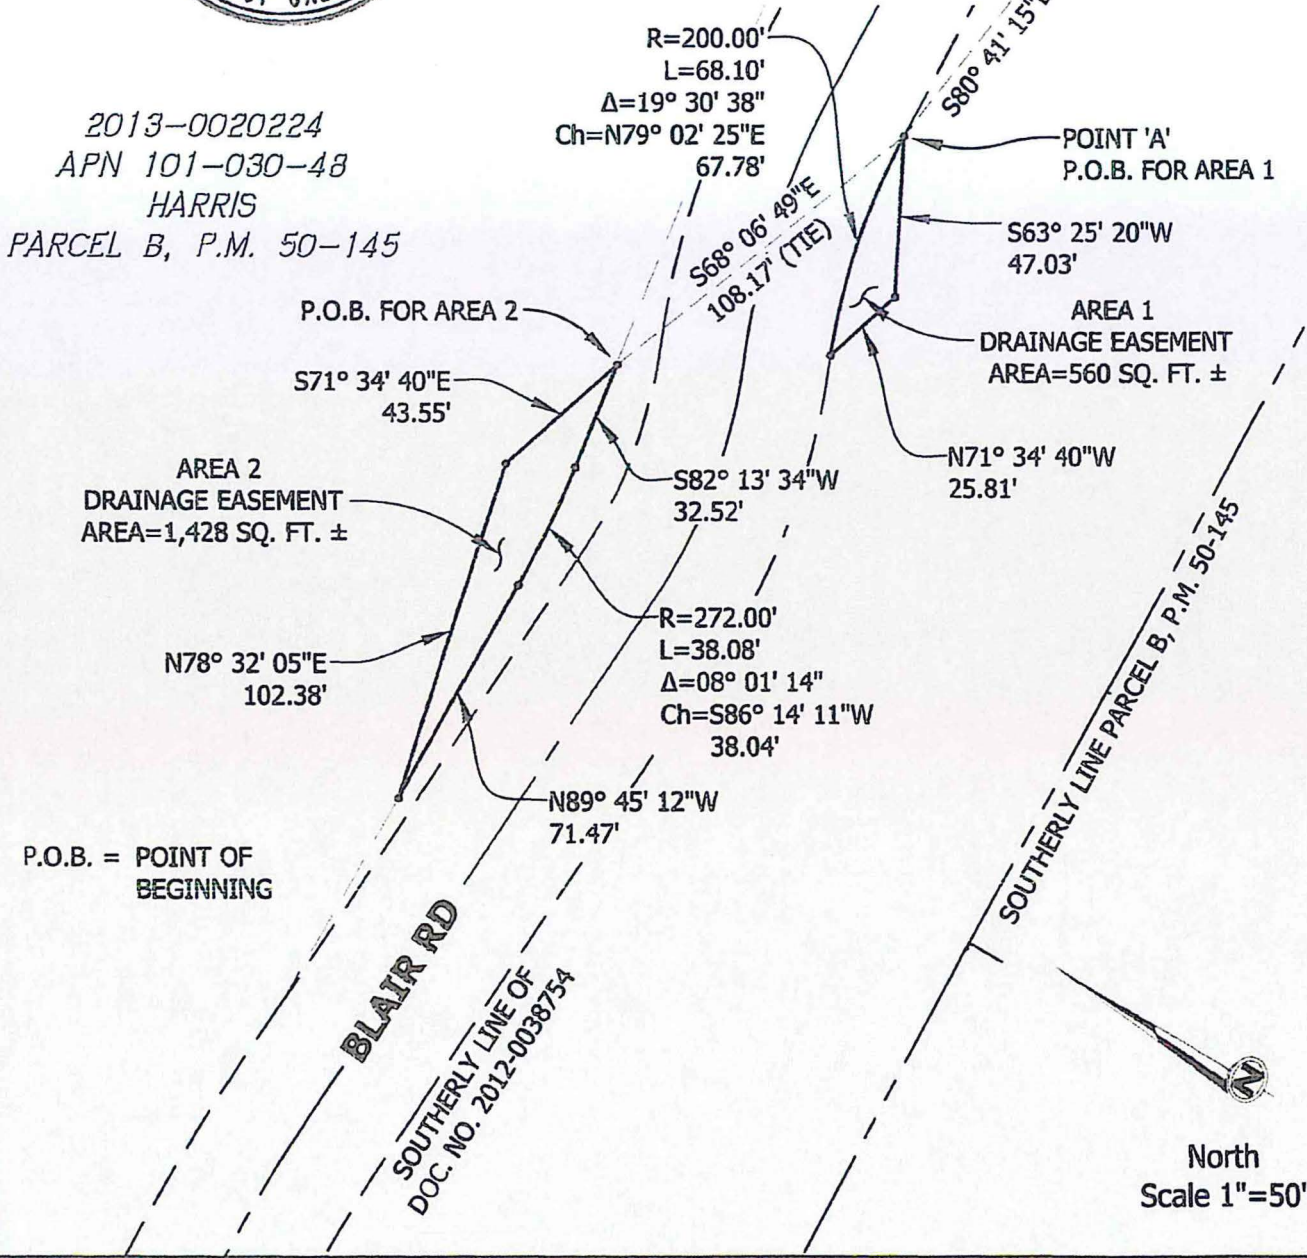 R=200.00'
L=68.10'
Δ=19° 30' 38"
Ch=N79° 02' 25"E
67.78'
S80° 41' 15"
2013-0020224
APN 101-030-48
HARRIS
PARCEL B, P.M. 50-145
POINT 'A'
P.O.B. FOR AREA 1
S68° 06' 49"E
108.17' (TIE)
S63° 25' 20"W
47.03'
P.O.B. FOR AREA 2
AREA 1
DRAINAGE EASEMENT
AREA=560 SQ. FT. ±
S71° 34' 40"E
43.55'
N71° 34' 40"W
25.81'
AREA 2
DRAINAGE EASEMENT
AREA=1,428 SQ. FT. ±
S82° 13' 34"W
32.52'
R=272.00'
L=38.08'
Δ=08° 01' 14"
Ch=S86° 14' 11"W
38.04'
N78° 32' 05"E
102.38'
N89° 45' 12"W
71.47'
SOUTHERLY LINE PARCEL B, P.M. 50-145
P.O.B. = POINT OF
BEGINNING
BLAIR RD
SOUTHERLY LINE OF
DOC. NO. 2012-0038754
N
North
Scale 1"=50'